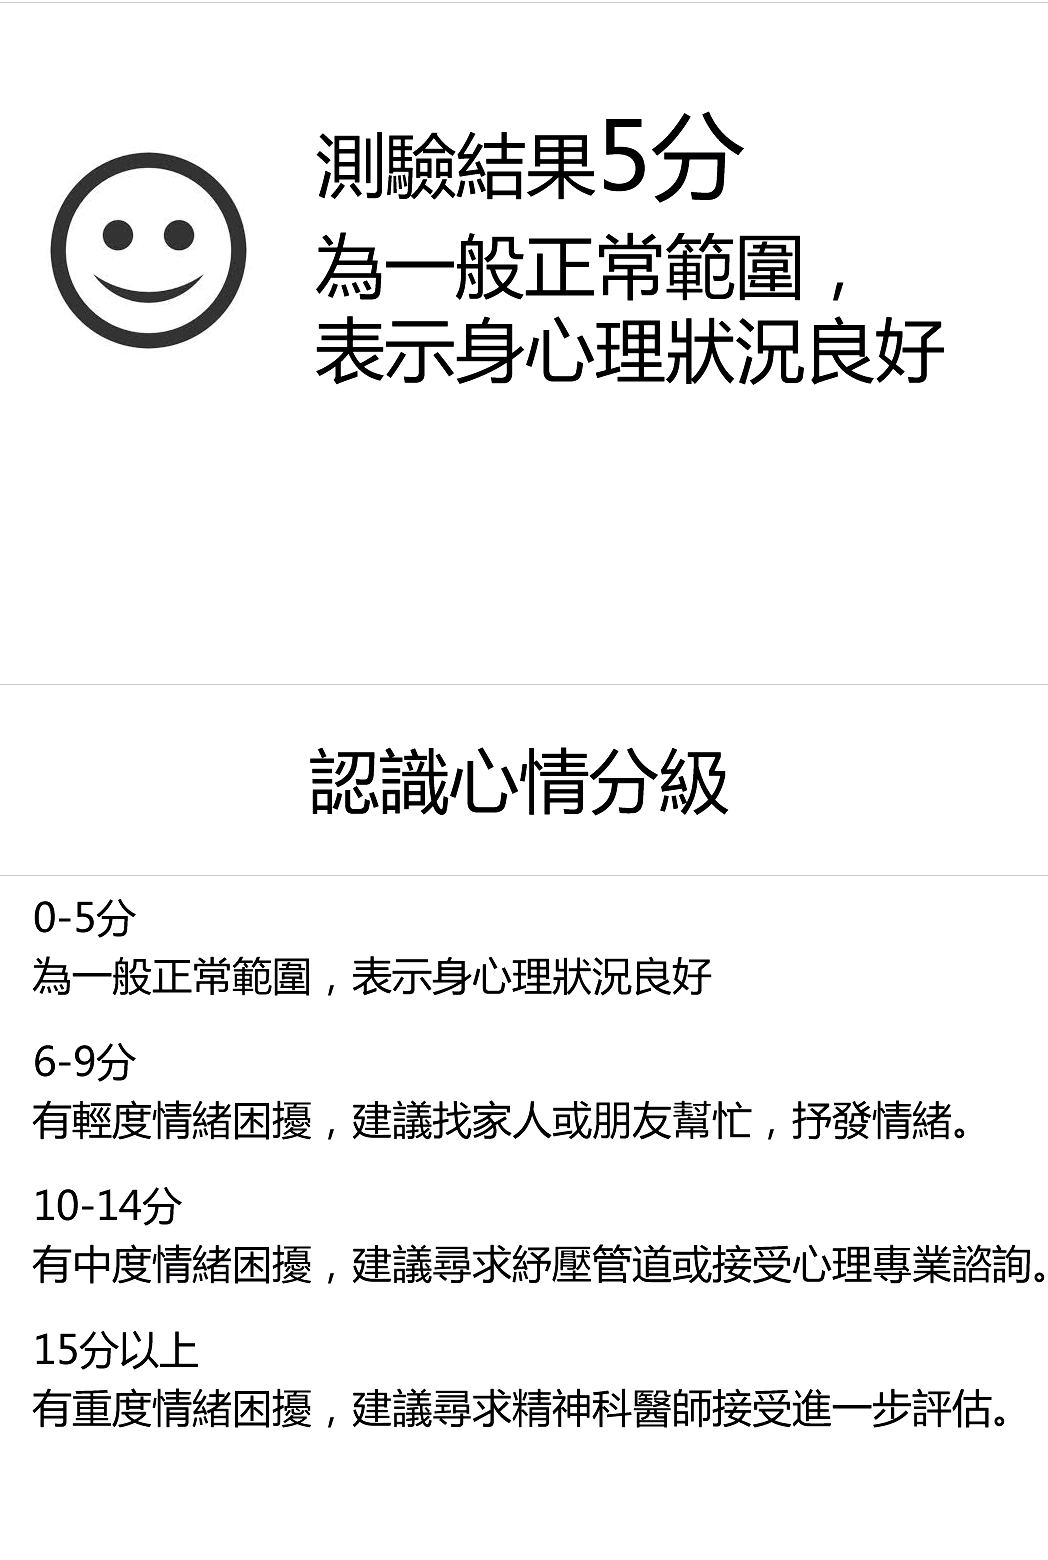 測驗結果5分
為一般正常範圍，
表示身心理狀況良好
認識心情分級
0-5分
為一般正常範圍，表示身心理狀況良好
6-9分
有輕度情緒困擾，建議找家人或朋友幫忙，抒發情緒。
10-14分
有中度情緒困擾，建議尋求紓壓管道或接受心理專業諮詢。
15分以上
有重度情緒困擾，建議尋求精神科醫師接受進一步評估。